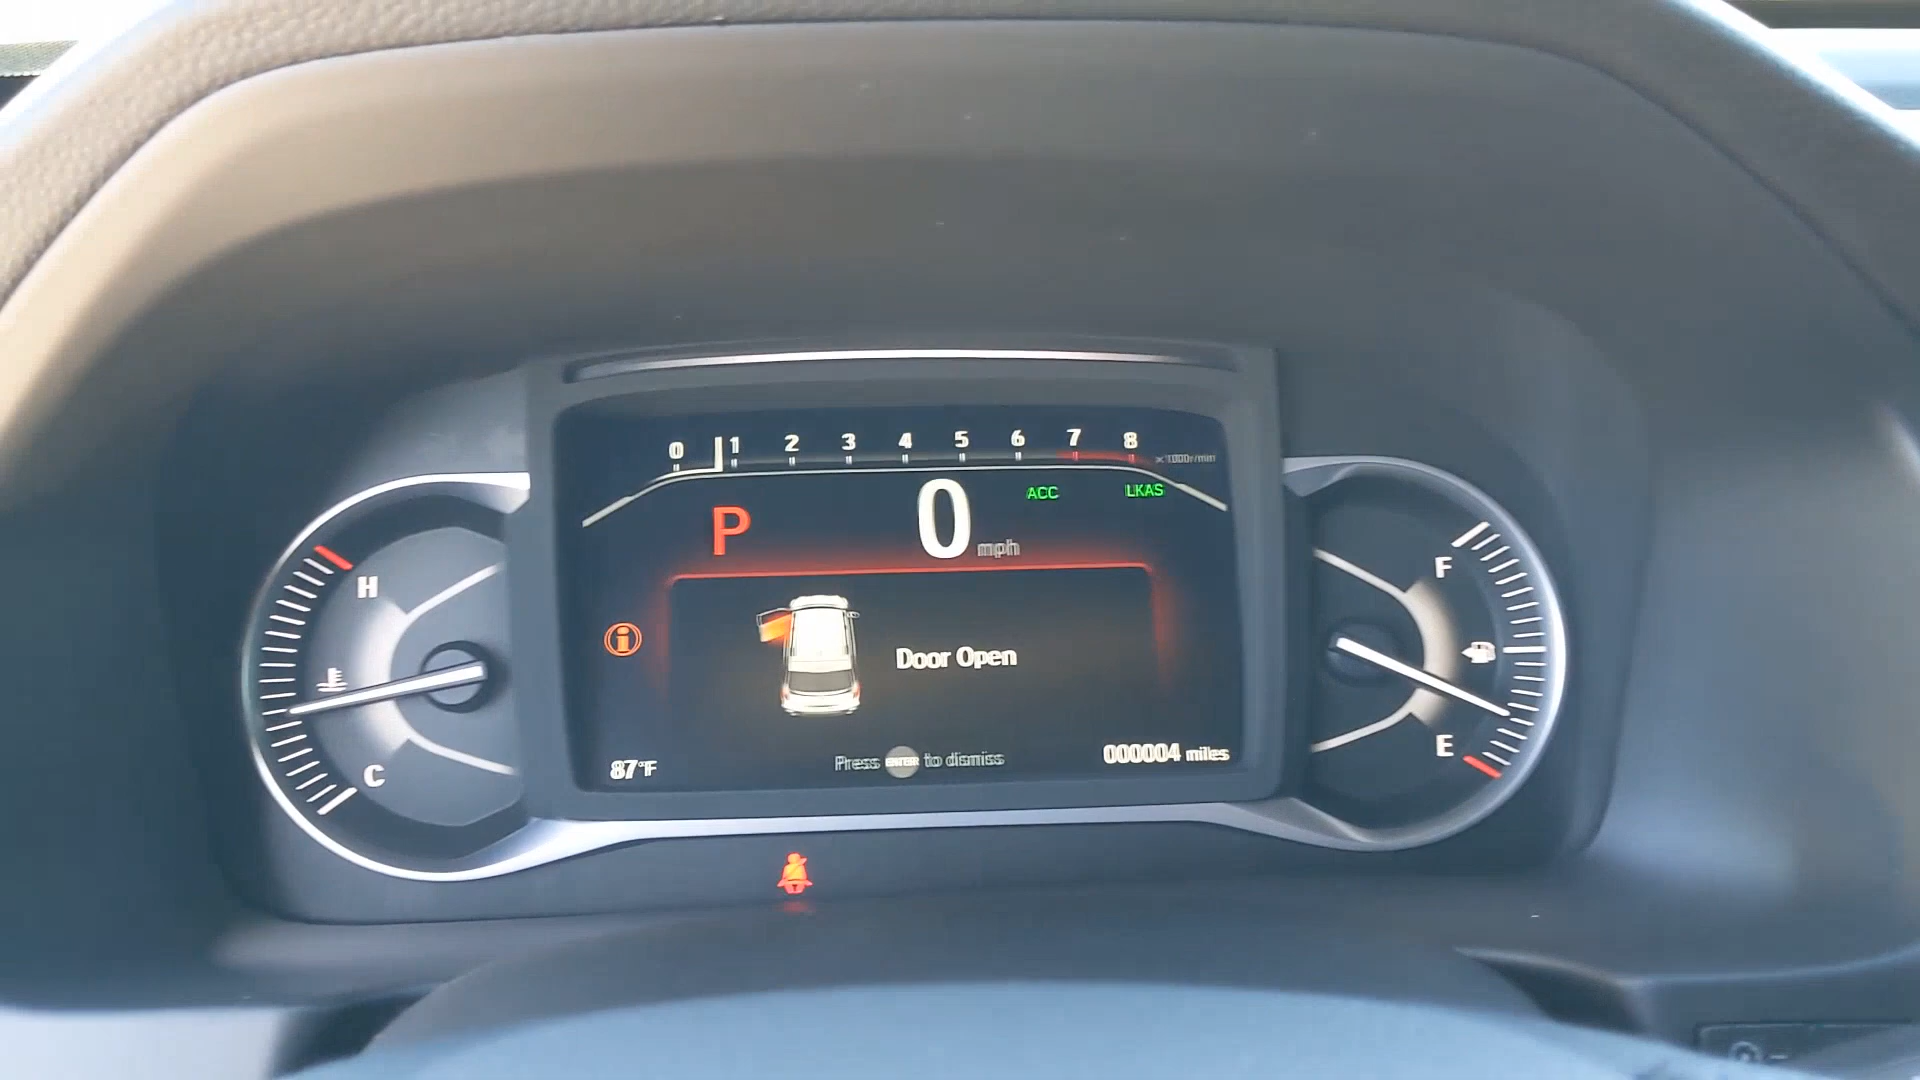 0 1 2 3 4 5 6 7 8 ×1000r/min
P 0 mph ACC LKAS
H
C
F
E
Door Open
87°F
Press ENTER to dismiss
000004 miles